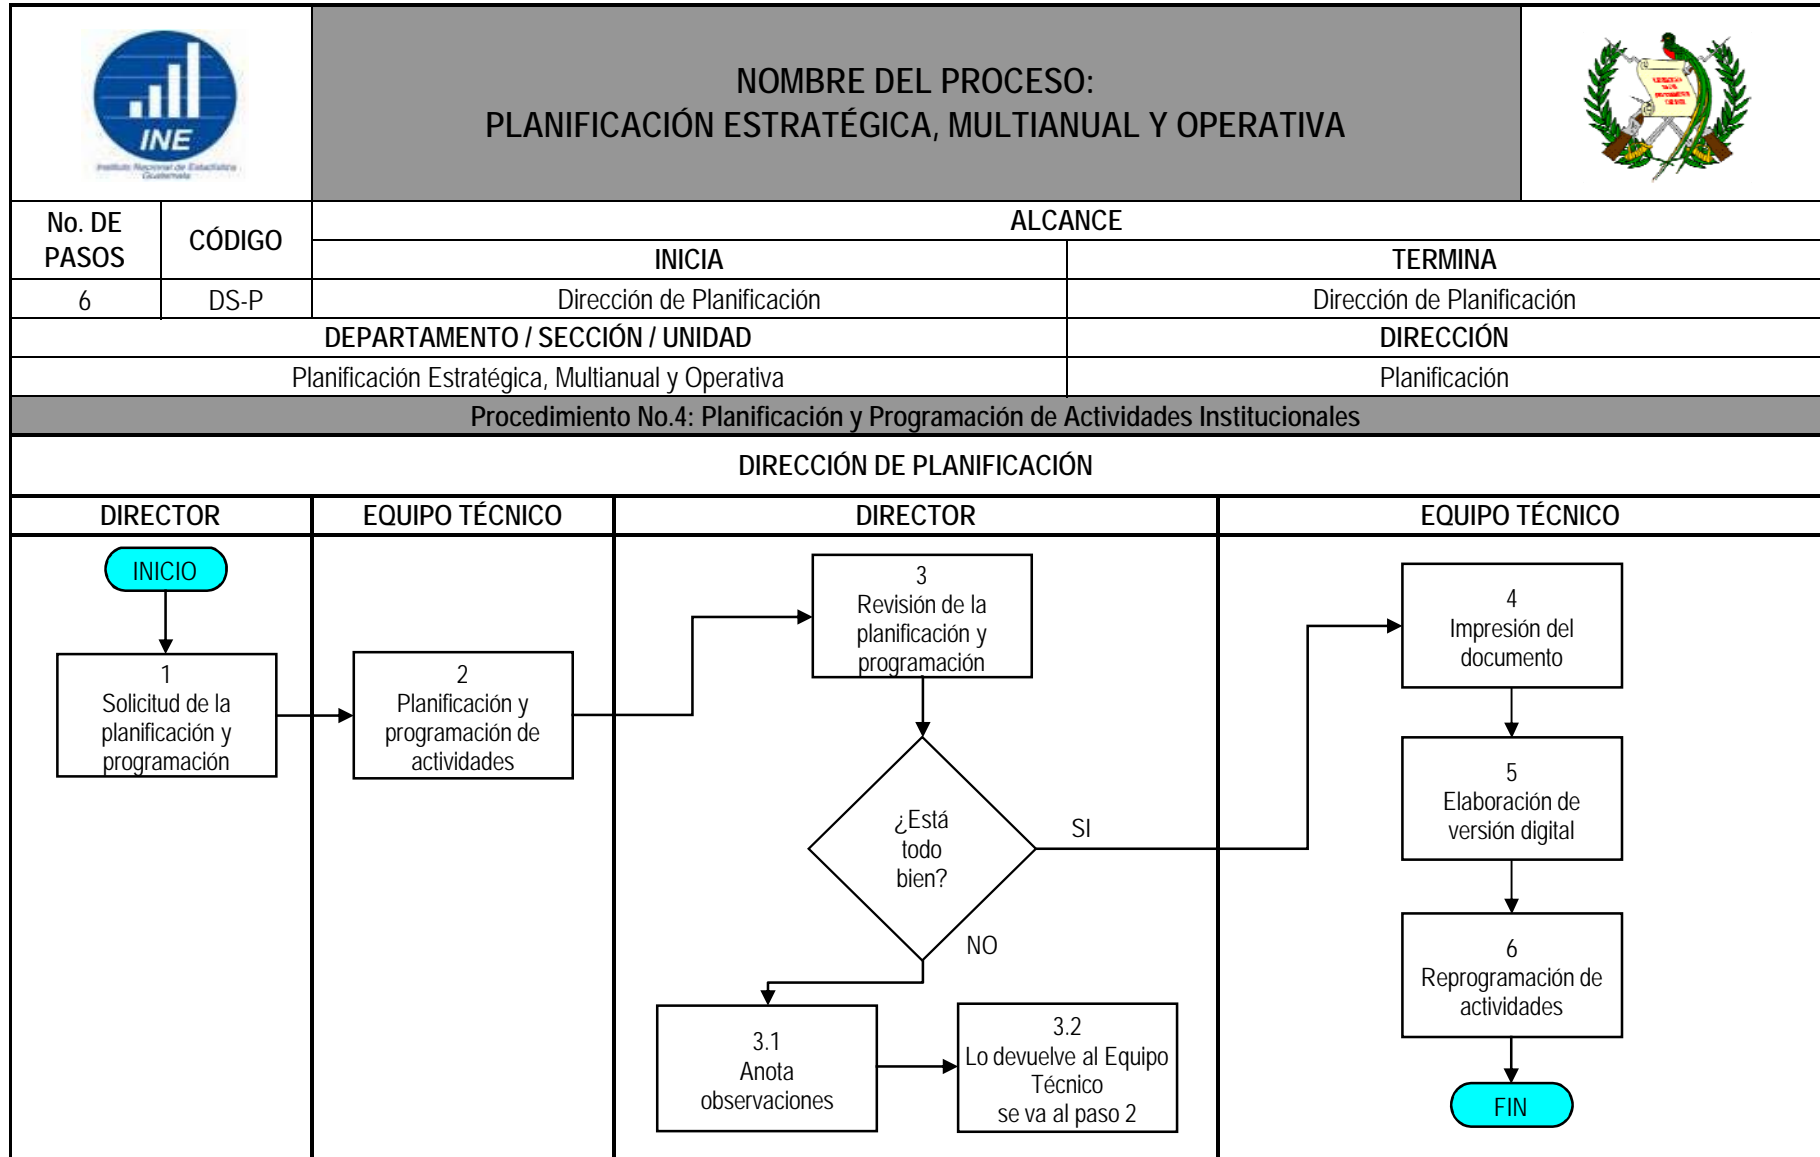 INE
Instituto Nacional de Estadística
Guatemala
NOMBRE DEL PROCESO:
PLANIFICACIÓN ESTRATÉGICA, MULTIANUAL Y OPERATIVA
No. DE
PASOS
CÓDIGO
ALCANCE
INICIA
TERMINA
6
DS-P
Dirección de Planificación
Dirección de Planificación
DEPARTAMENTO / SECCIÓN / UNIDAD
DIRECCIÓN
Planificación Estratégica, Multianual y Operativa
Planificación
Procedimiento No.4: Planificación y Programación de Actividades Institucionales
DIRECCIÓN DE PLANIFICACIÓN
DIRECTOR
EQUIPO TÉCNICO
DIRECTOR
EQUIPO TÉCNICO
INICIO
1
Solicitud de la
planificación y
programación
2
Planificación y
programación de
actividades
3
Revisión de la
planificación y
programación
¿Está
todo
bien?
SI
NO
3.1
Anota
observaciones
3.2
Lo devuelve al Equipo
Técnico
se va al paso 2
4
Impresión del
documento
5
Elaboración de
versión digital
6
Reprogramación de
actividades
FIN